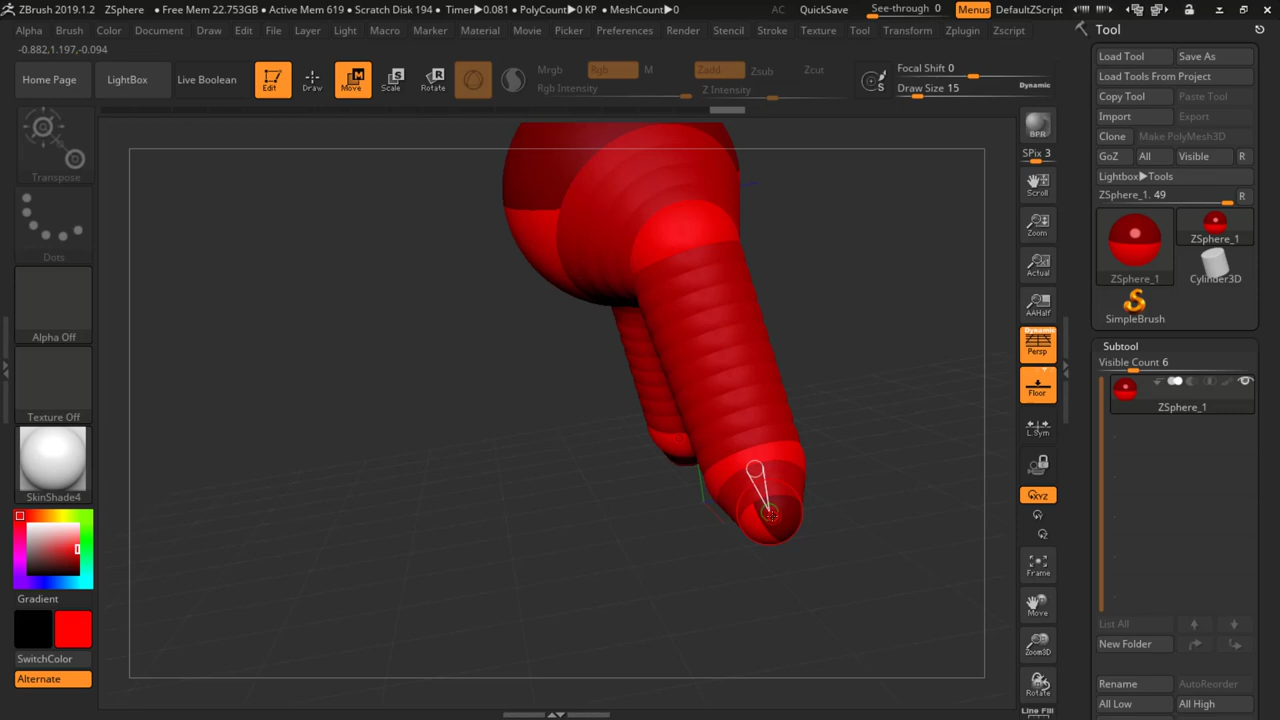 ZBrush 2019.1.2 ZSphere • Free Mem 22.753GB • Active Mem 619 • Scratch Disk 194 • Timer▶0.081 • PolyCount▶0 KP • MeshCount▶0 AC QuickSave See-through 0 Menus DefaultZScript
Alpha Brush Color Document Draw Edit File Layer Light Macro Marker Material Movie Picker Preferences Render Stencil Stroke Texture Tool Transform Zplugin Zscript
-0.882,1.197,-0.094
Home Page LightBox Live Boolean Edit Draw Move Scale Rotate
Mrgb Rgb M Zadd Zsub Zcut
Rgb Intensity Z Intensity
Focal Shift 0
Draw Size 15 Dynamic
Transpose
Dots
Alpha Off
Texture Off
SkinShade4
Gradient
SwitchColor
Alternate
BPR
SPix 3
Scroll
Zoom
Actual
AAHalf
Dynamic
Persp
Floor
L.Sym
XYZ
Y
Z
Frame
Move
Zoom3D
Rotate
Line Fill
Tool
Load Tool Save As
Load Tools From Project
Copy Tool Paste Tool
Import Export
Clone Make PolyMesh3D
GoZ All Visible R
Lightbox▶Tools
ZSphere_1. 49 R
ZSphere_1
ZSphere_1 Cylinder3D
SimpleBrush
Subtool
Visible Count 6
ZSphere_1
List All
New Folder
Rename AutoReorder
All Low All High